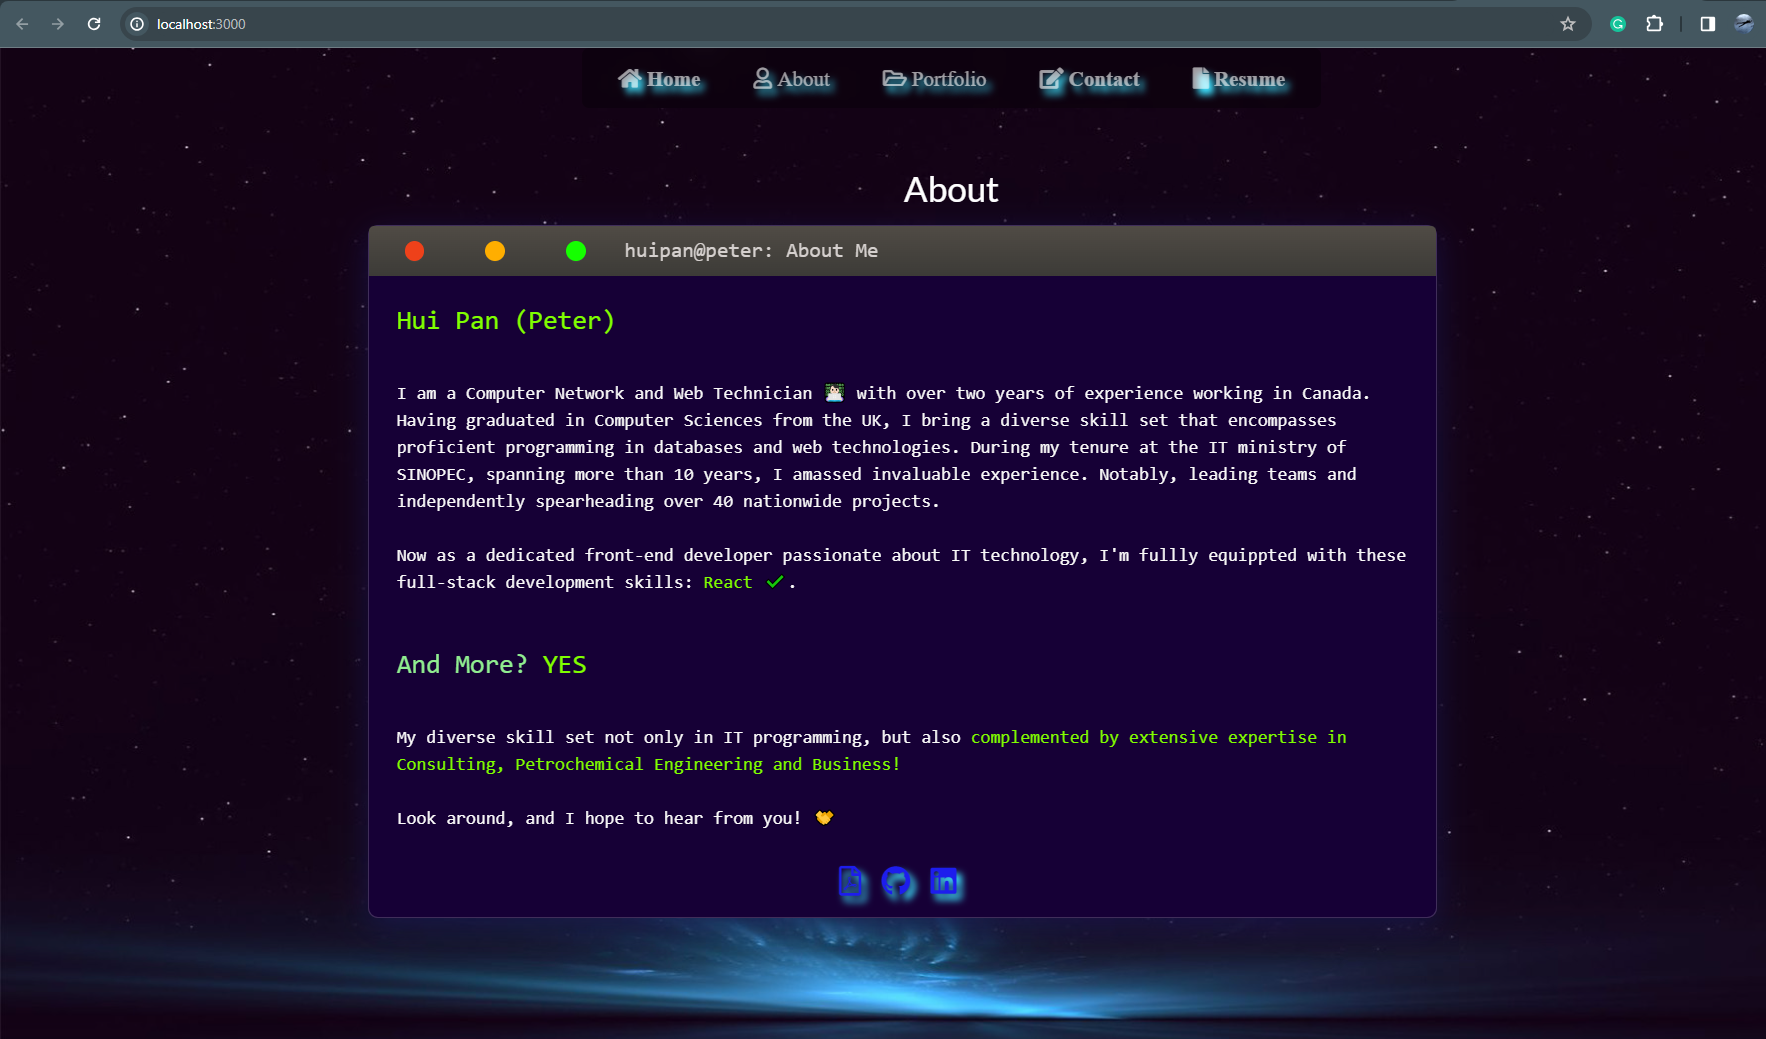 localhost:3000
Home About Portfolio Contact Resume
About
huipan@peter: About Me
Hui Pan (Peter)
I am a Computer Network and Web Technician 👨🏻‍💻 with over two years of experience working in Canada.
Having graduated in Computer Sciences from the UK, I bring a diverse skill set that encompasses
proficient programming in databases and web technologies. During my tenure at the IT ministry of
SINOPEC, spanning more than 10 years, I amassed invaluable experience. Notably, leading teams and
independently spearheading over 40 nationwide projects.
Now as a dedicated front-end developer passionate about IT technology, I'm fullly equippted with these
full-stack development skills: React ✓.
And More? YES
My diverse skill set not only in IT programming, but also complemented by extensive expertise in
Consulting, Petrochemical Engineering and Business!
Look around, and I hope to hear from you! 🤝
in